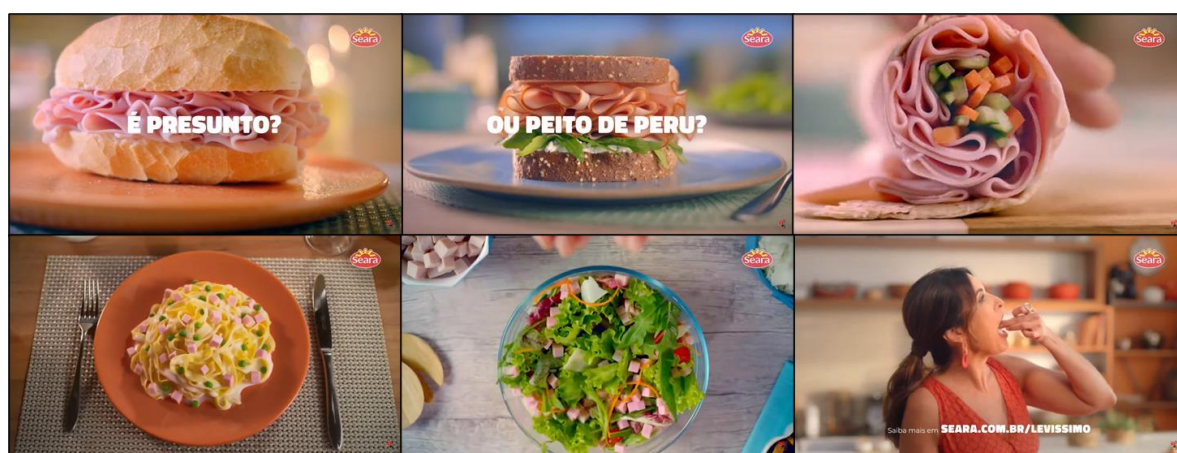 Seara
É PRESUNTO?
Seara
OU PEITO DE PERU?
Seara
Seara
Seara
Seara
Saiba mais em SEARA.COM.BR/LEVISSIMO